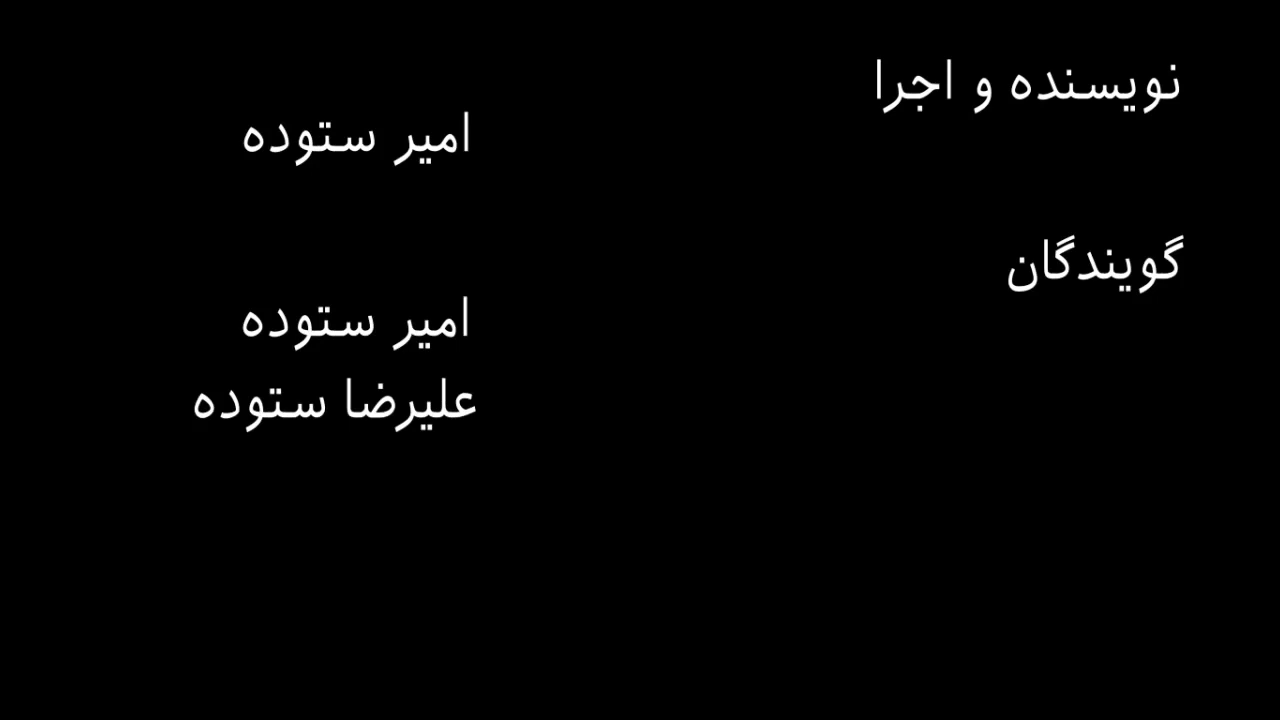 نویسنده و اجرا
امیر ستوده
گویندگان
امیر ستوده
علیرضا ستوده